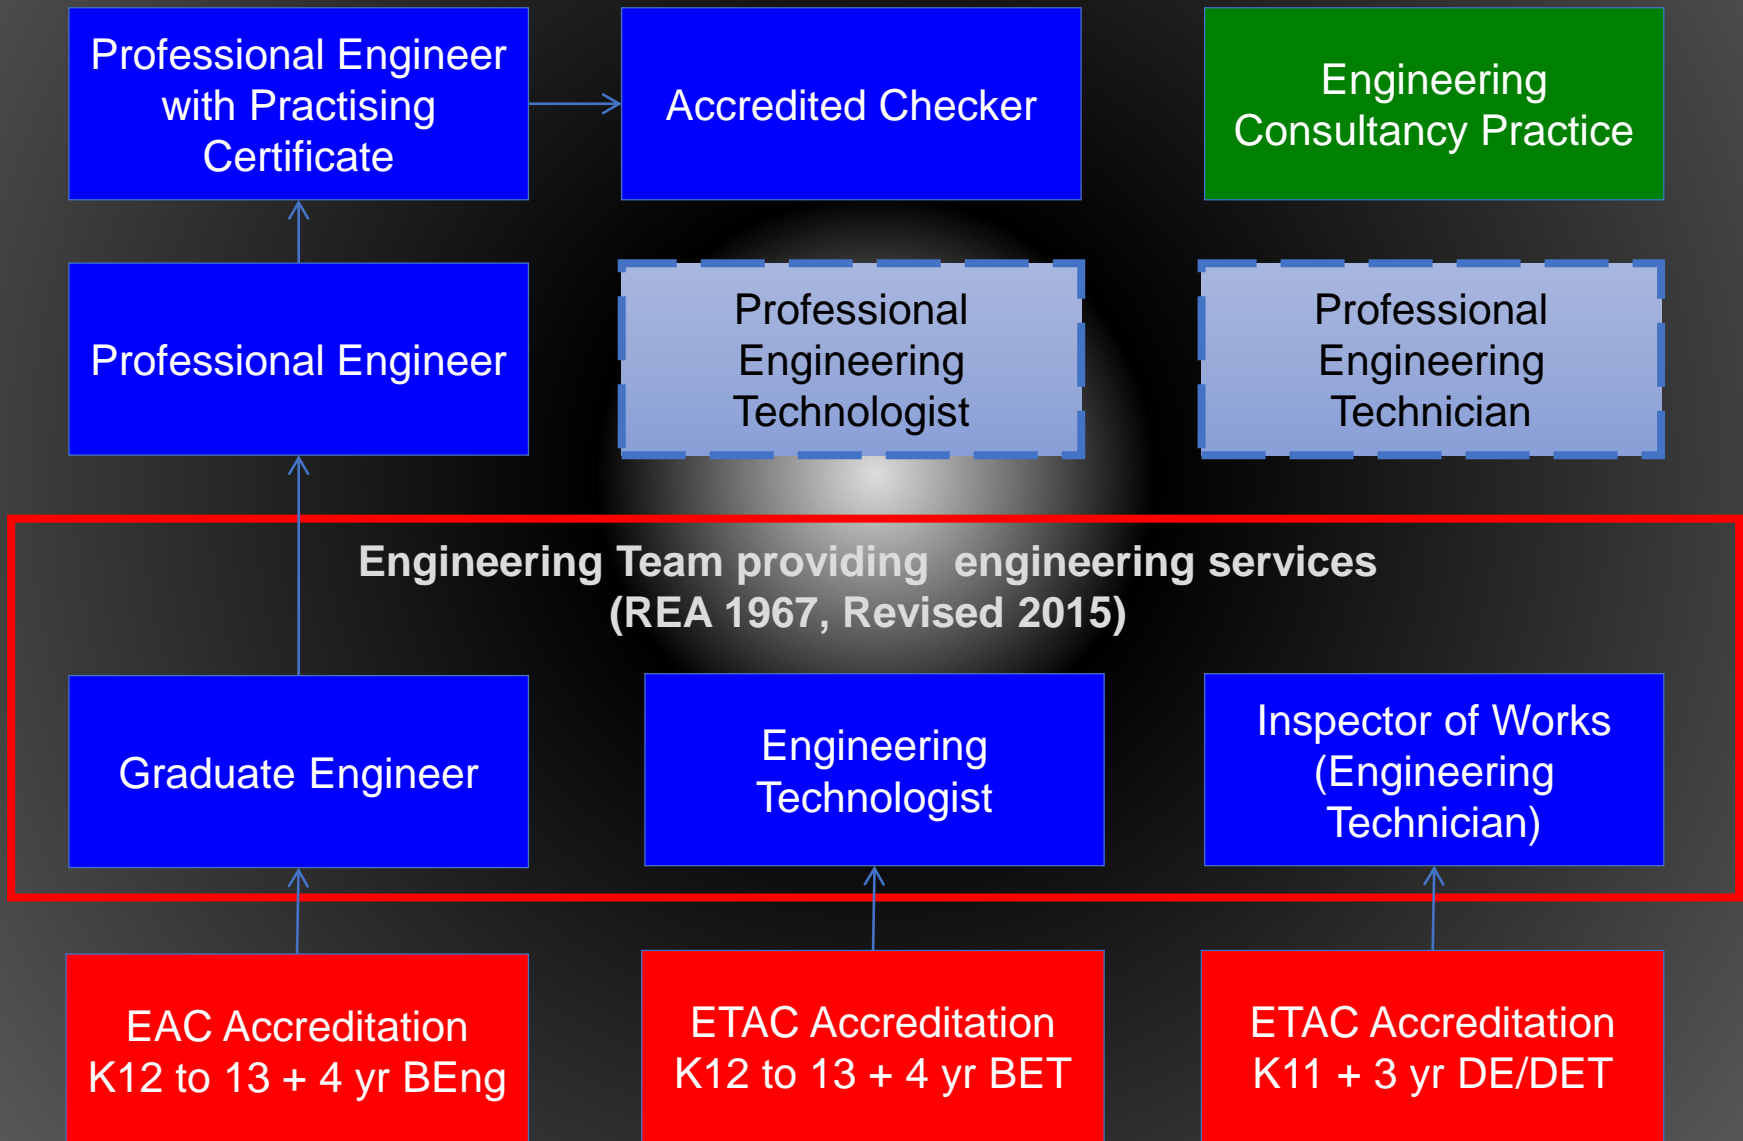 Professional Engineer
with Practising
Certificate
Accredited Checker
Engineering
Consultancy Practice
Professional Engineer
Professional
Engineering
Technologist
Professional
Engineering
Technician
Engineering Team providing  engineering services
(REA 1967, Revised 2015)
Graduate Engineer
Engineering
Technologist
Inspector of Works
(Engineering
Technician)
EAC Accreditation
K12 to 13 + 4 yr BEng
ETAC Accreditation
K12 to 13 + 4 yr BET
ETAC Accreditation
K11 + 3 yr DE/DET